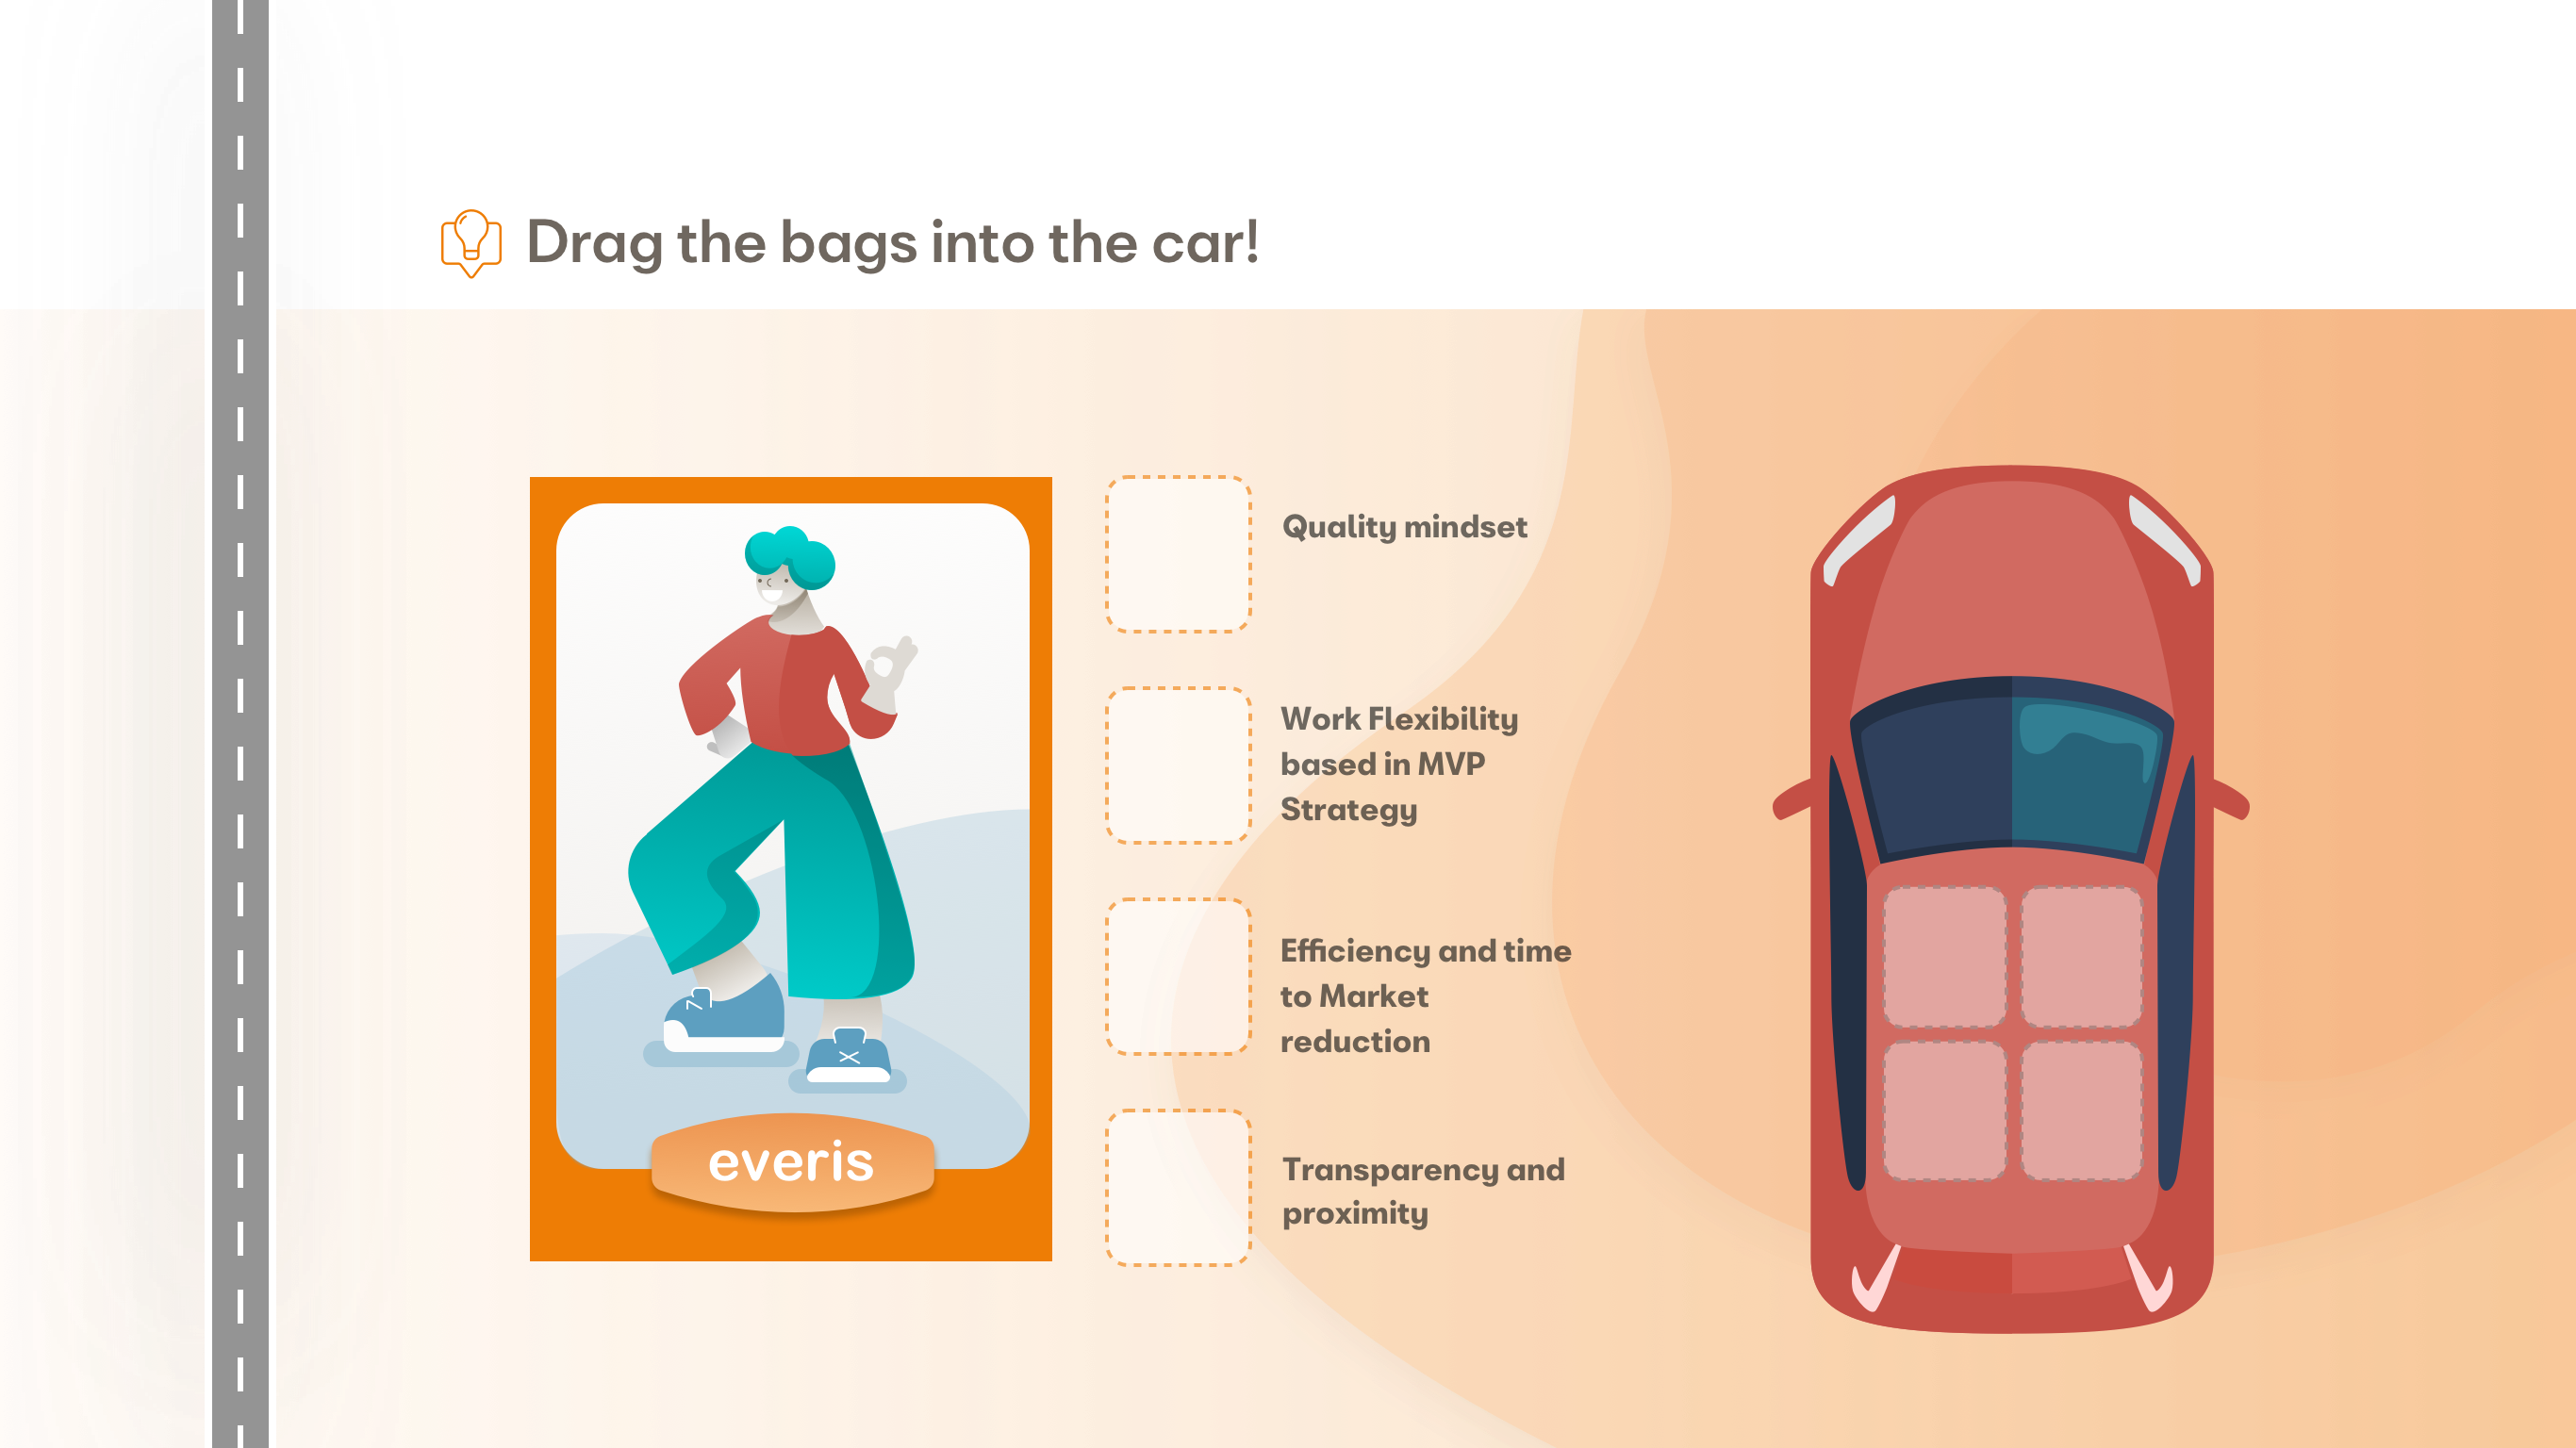 Drag the bags into the car!
Quality mindset
Work Flexibility
based in MVP
Strategy
Efficiency and time
to Market
reduction
Transparency and
proximity
everis